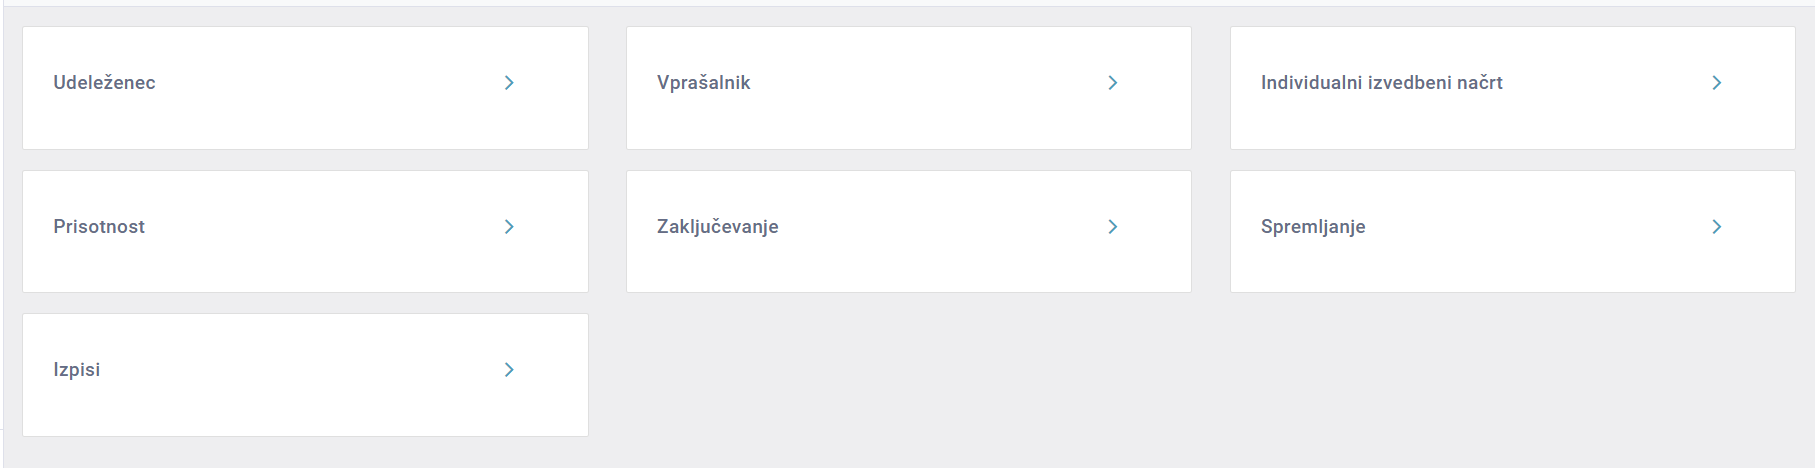 Udeleženec
Vprašalnik
Individualni izvedbeni načrt
Prisotnost
Zaključevanje
Spremljanje
Izpisi